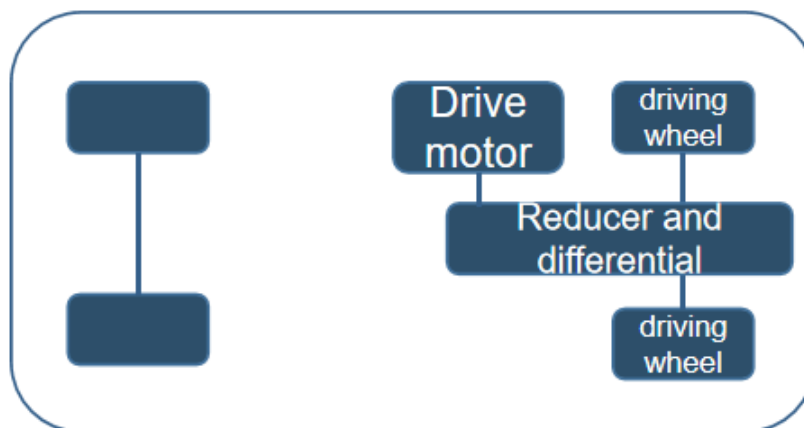 Drive
motor
driving
wheel
Reducer and
differential
driving
wheel